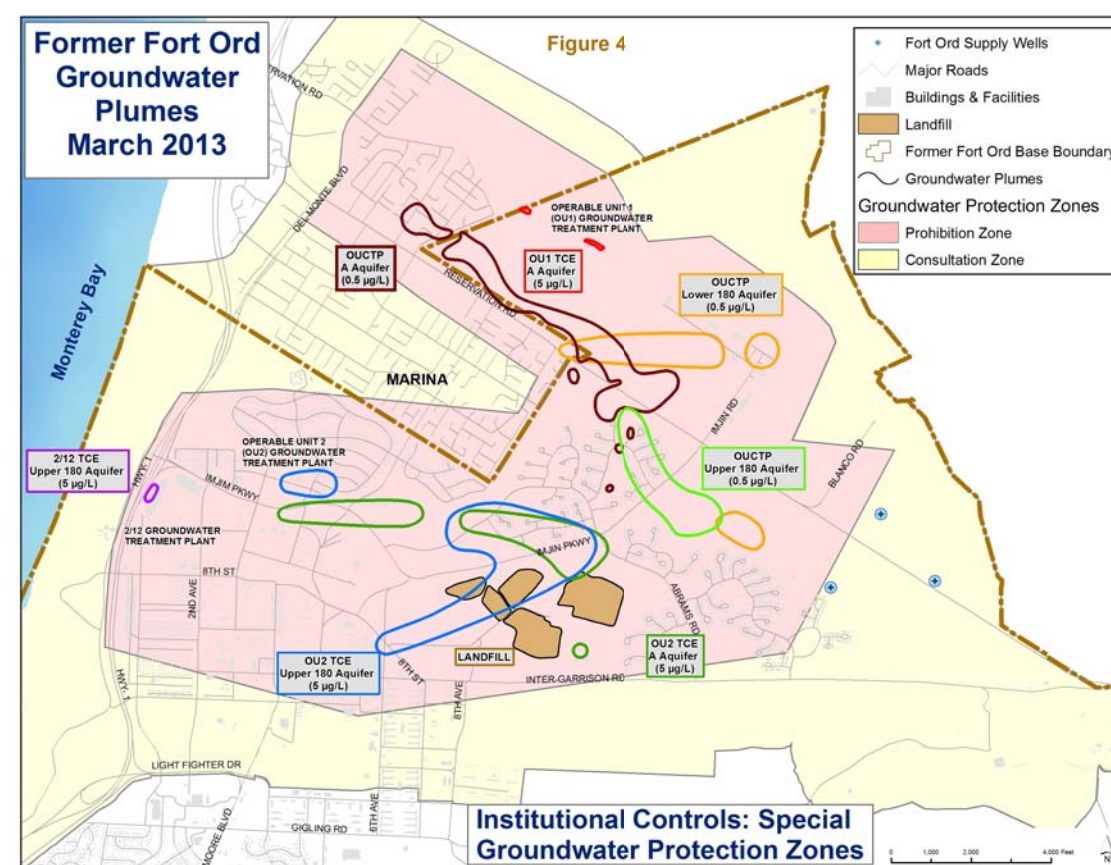 Former Fort Ord
Groundwater
Plumes
March 2013
Figure 4
Fort Ord Supply Wells
Major Roads
Buildings & Facilities
Landfill
Former Fort Ord Base Boundary
Groundwater Plumes
Groundwater Protection Zones
Prohibition Zone
Consultation Zone
RESERVATION RD
DEL MONTE BLVD
Monterey Bay
OPERABLE UNIT 1
(OU1) GROUNDWATER
TREATMENT PLANT
OUCTP
A Aquifer
(0.5 µg/L)
OU1 TCE
A Aquifer
(5 µg/L)
RESERVATION RD
OUCTP
Lower 180 Aquifer
(0.5 µg/L)
MARINA
IMJIN RD
BLANCO RD
OPERABLE UNIT 2
(OU2) GROUNDWATER
TREATMENT PLANT
2/12 TCE
Upper 180 Aquifer
(5 µg/L)
HWY- 1
IMJIM PKWY
OUCTP
Upper 180 Aquifer
(0.5 µg/L)
2/12 GROUNDWATER
TREATMENT PLANT
IMJIN PKWY
8TH ST
2ND AVE
ABRAMS RD
OU2 TCE
Upper 180 Aquifer
(5 µg/L)
LANDFILL
OU2 TCE
A Aquifer
(5 µg/L)
8TH ST
INTER-GARRISON RD
HWY- 1
8TH AVE
LIGHT FIGHTER DR
6TH AVE
GIGLING RD
MOORE BLVD
Institutional Controls: Special
Groundwater Protection Zones
0 1,000 2,000 4,000 Feet